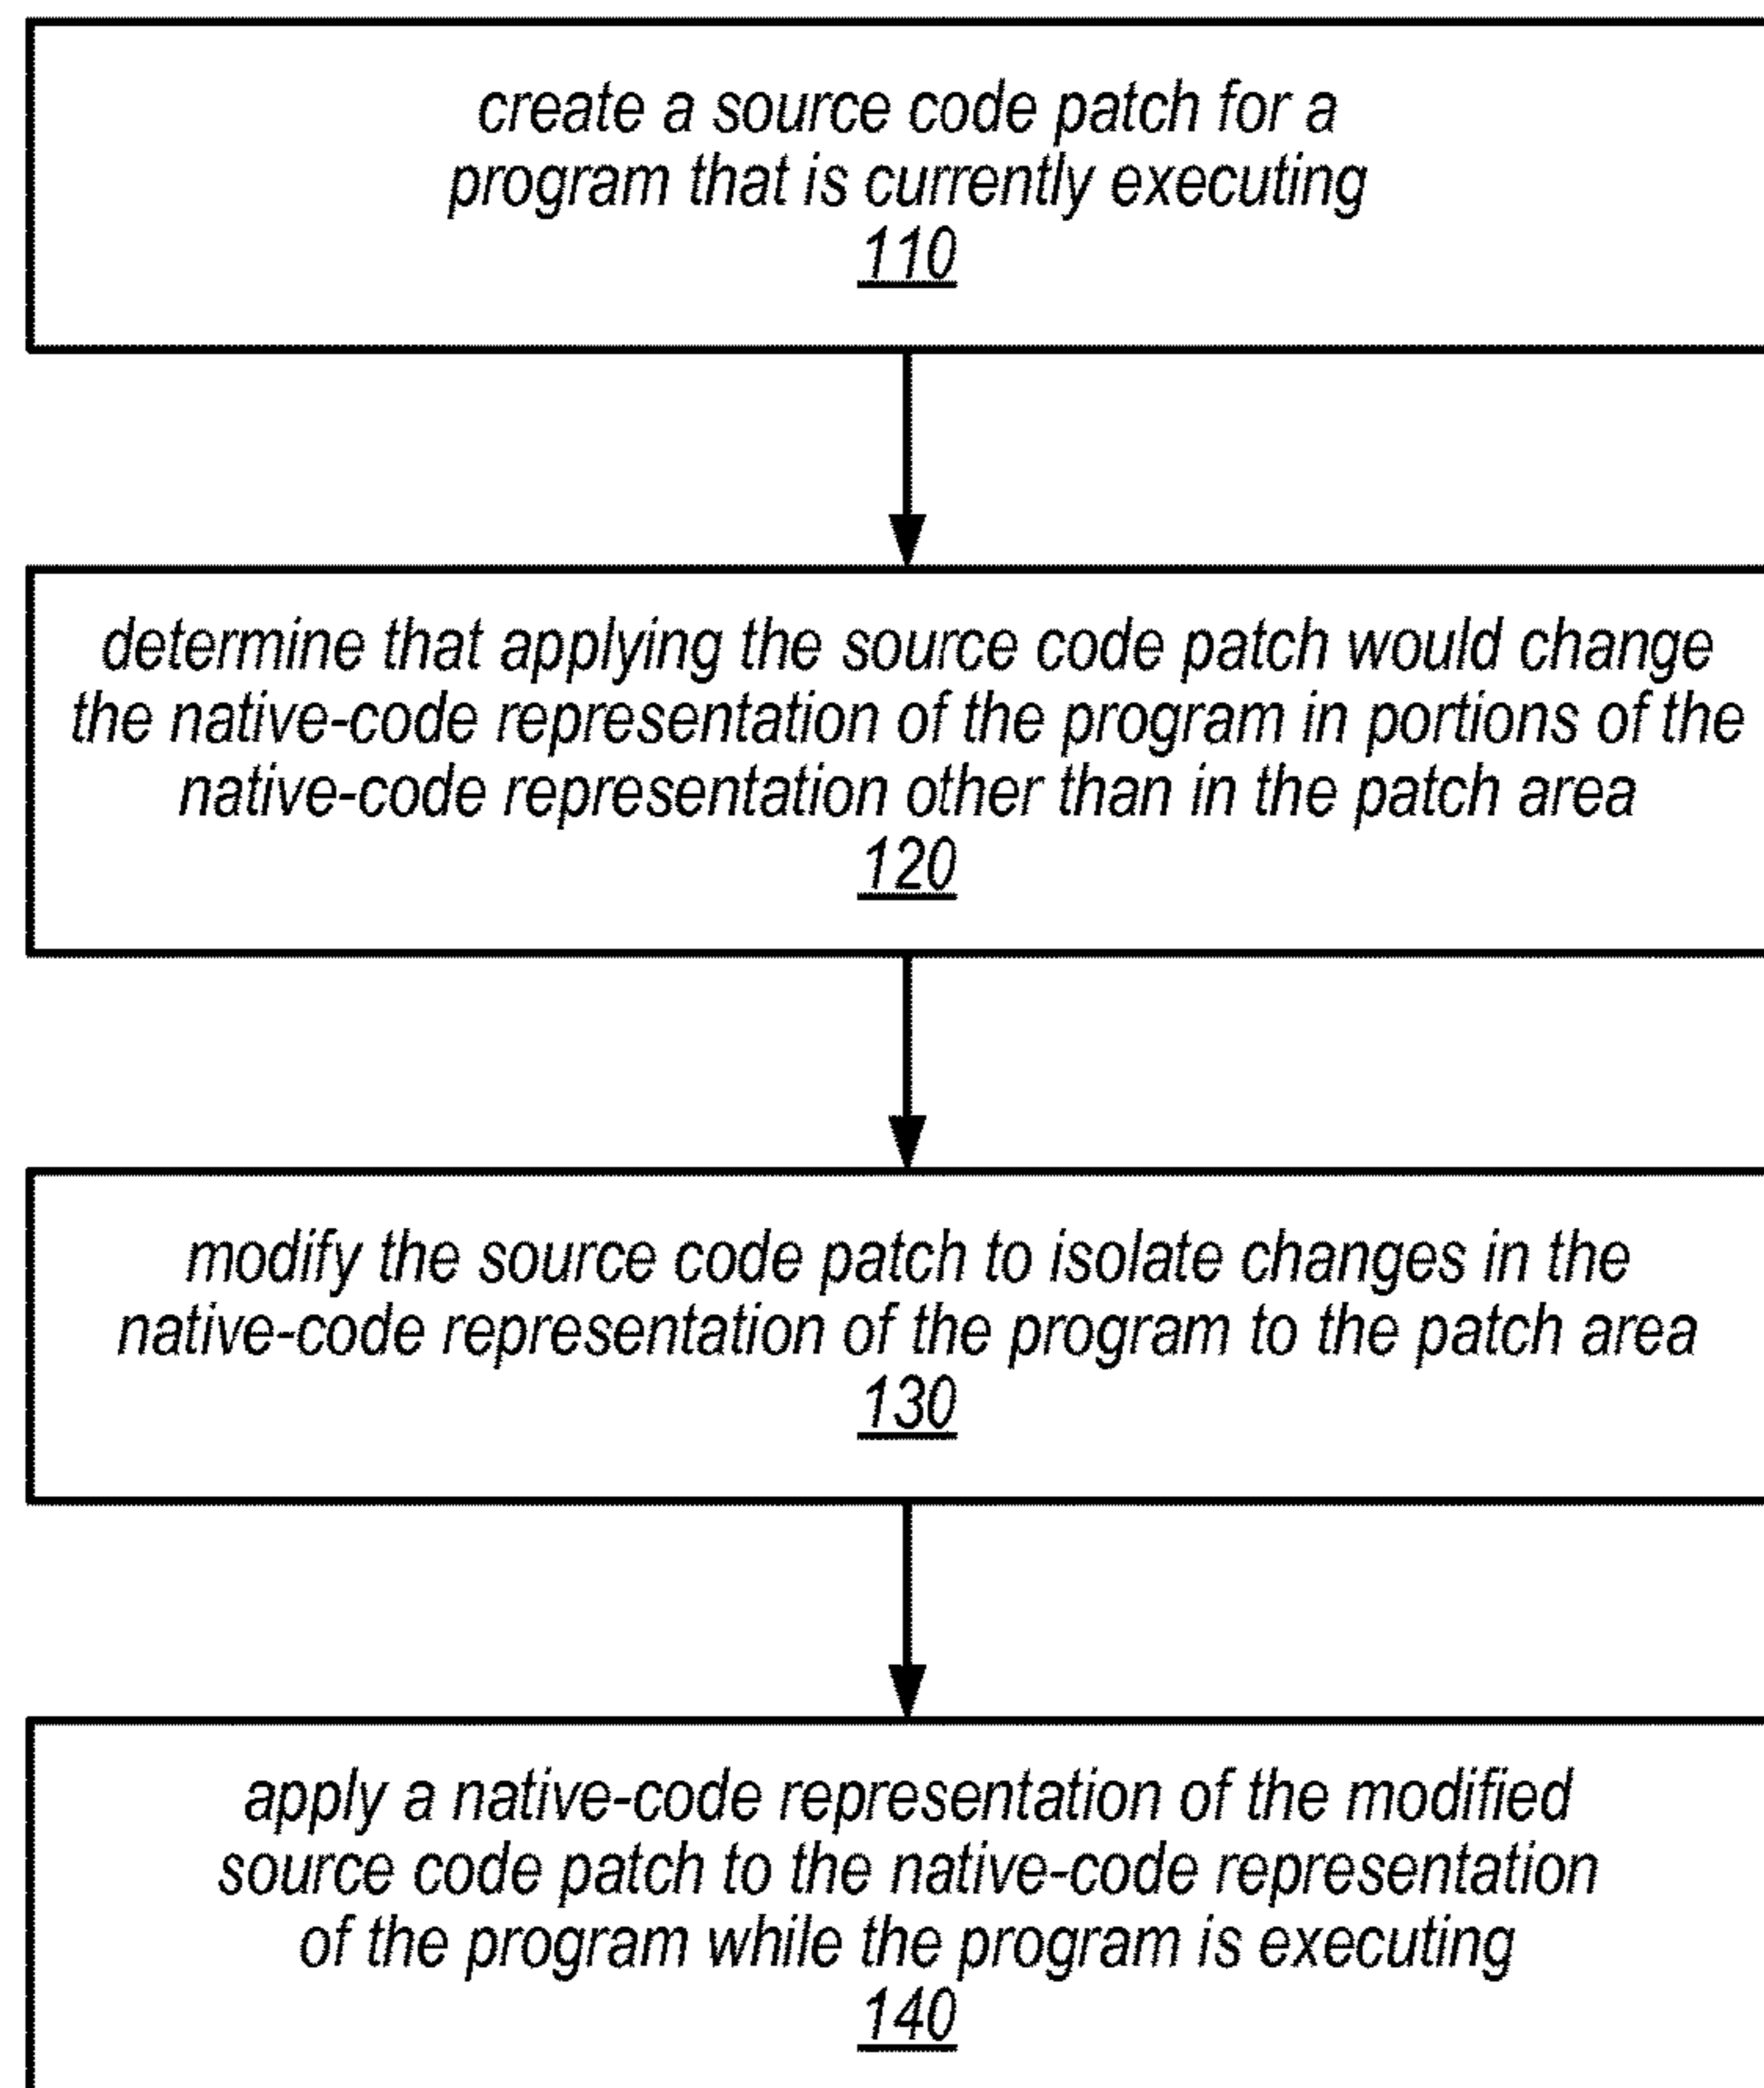 create a source code patch for a
program that is currently executing
110
determine that applying the source code patch would change
the native-code representation of the program in portions of the
native-code representation other than in the patch area
120
modify the source code patch to isolate changes in the
native-code representation of the program to the patch area
130
apply a native-code representation of the modified
source code patch to the native-code representation
of the program while the program is executing
140